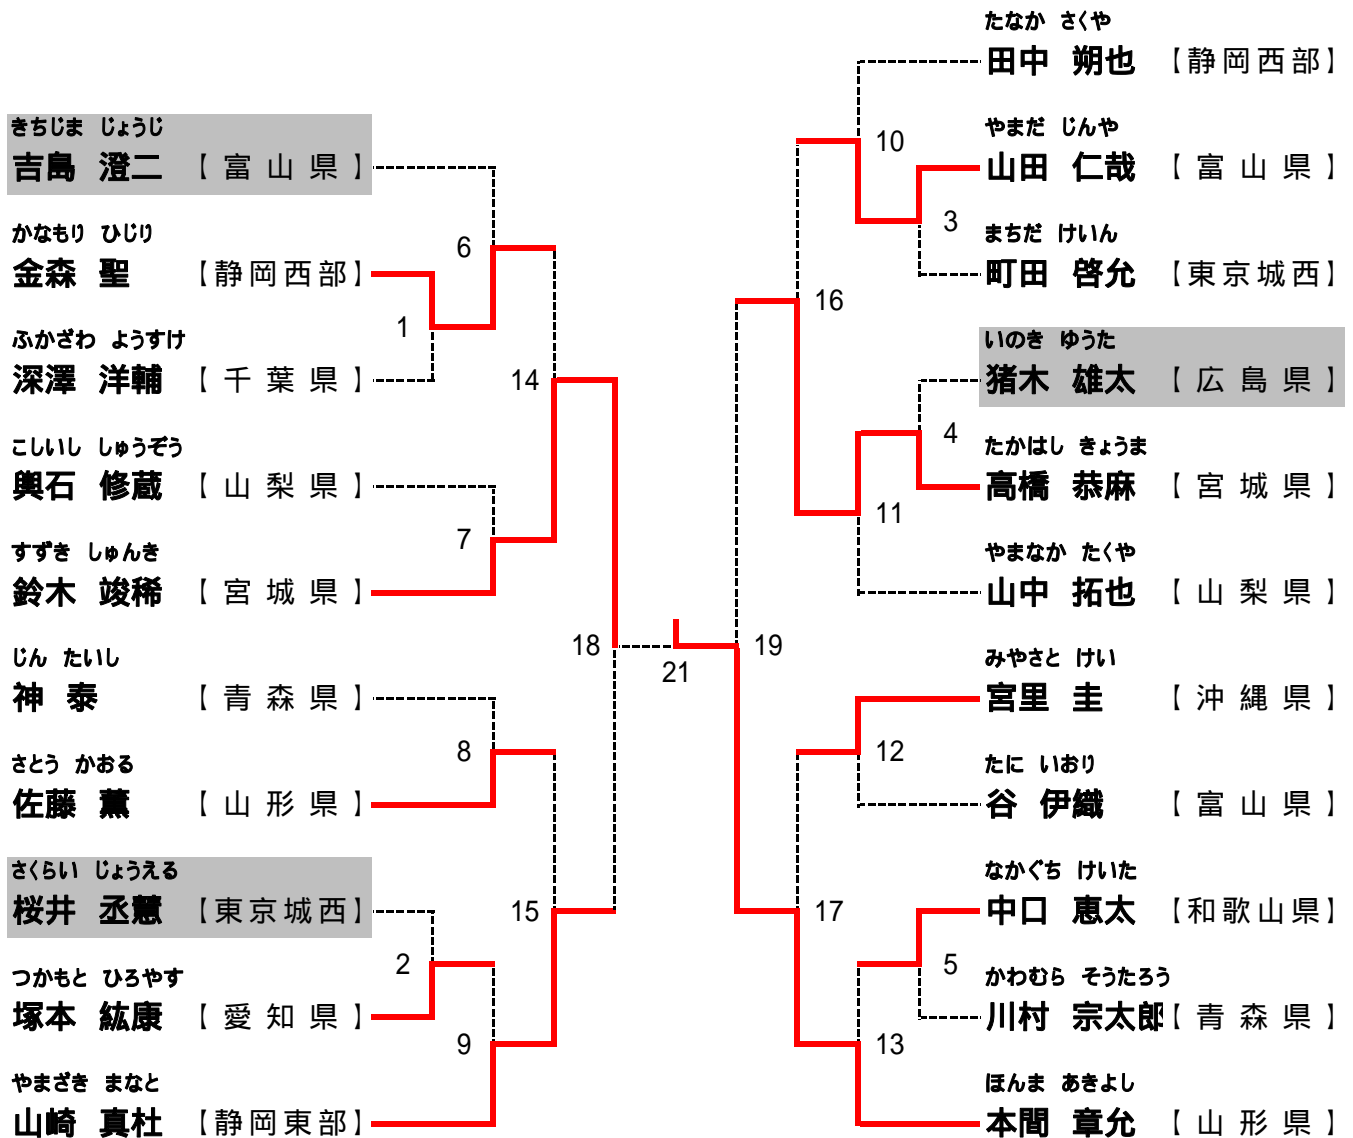 きちじま じょうじ
吉島 澄二 【富山県】
かなもり ひじり
金森 聖 【静岡西部】
ふかざわ ようすけ
深澤 洋輔 【千葉県】
こしいし しゅうぞう
輿石 修蔵 【山梨県】
すずき しゅんき
鈴木 竣稀 【宮城県】
じん たいし
神 泰 【青森県】
さとう かおる
佐藤 薫 【山形県】
さくらい じょうえる
桜井 丞慧 【東京城西】
つかもと ひろやす
塚本 紘康 【愛知県】
やまざき まなと
山崎 真杜 【静岡東部】
6
1
14
7
18
8
15
2
9
21
10
3
16
4
11
19
12
17
5
13
たなか さくや
田中 朔也 【静岡西部】
やまだ じんや
山田 仁哉 【富山県】
まちだ けいん
町田 啓允 【東京城西】
いのき ゆうた
猪木 雄太 【広島県】
たかはし きょうま
高橋 恭麻 【宮城県】
やまなか たくや
山中 拓也 【山梨県】
みやさと けい
宮里 圭 【沖縄県】
たに いおり
谷 伊織 【富山県】
なかぐち けいた
中口 恵太 【和歌山県】
かわむら そうたろう
川村 宗太郎 【青森県】
ほんま あきよし
本間 章允 【山形県】